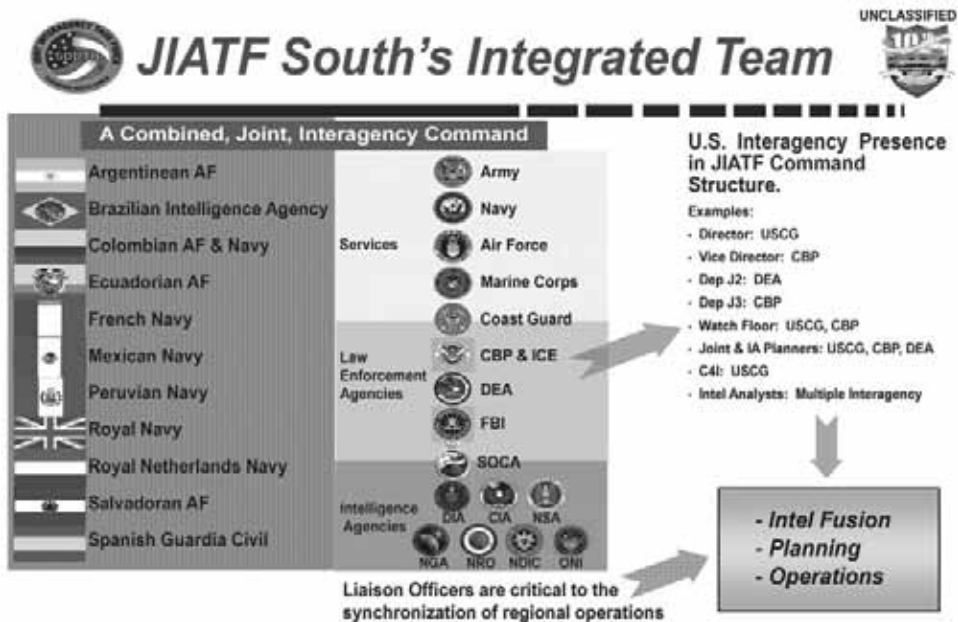 UNCLASSIFIED
JIATF South's Integrated Team
A Combined, Joint, Interagency Command
Argentinean AF
Brazilian Intelligence Agency
Colombian AF & Navy
Ecuadorian AF
French Navy
Mexican Navy
Peruvian Navy
Royal Navy
Royal Netherlands Navy
Salvadoran AF
Spanish Guardia Civil
Services
Army
Navy
Air Force
Marine Corps
Coast Guard
Law
Enforcement
Agencies
CBP & ICE
DEA
FBI
SOCA
Intelligence
Agencies
DIA CIA NSA
NGA NRO NDIC ONI
Liaison Officers are critical to the
synchronization of regional operations
U.S. Interagency Presence
in JIATF Command
Structure.
Examples:
- Director: USCG
- Vice Director: CBP
- Dep J2: DEA
- Dep J3: CBP
- Watch Floor: USCG, CBP
- Joint & IA Planners: USCG, CBP, DEA
- C4I: USCG
- Intel Analysts: Multiple Interagency
- Intel Fusion
- Planning
- Operations